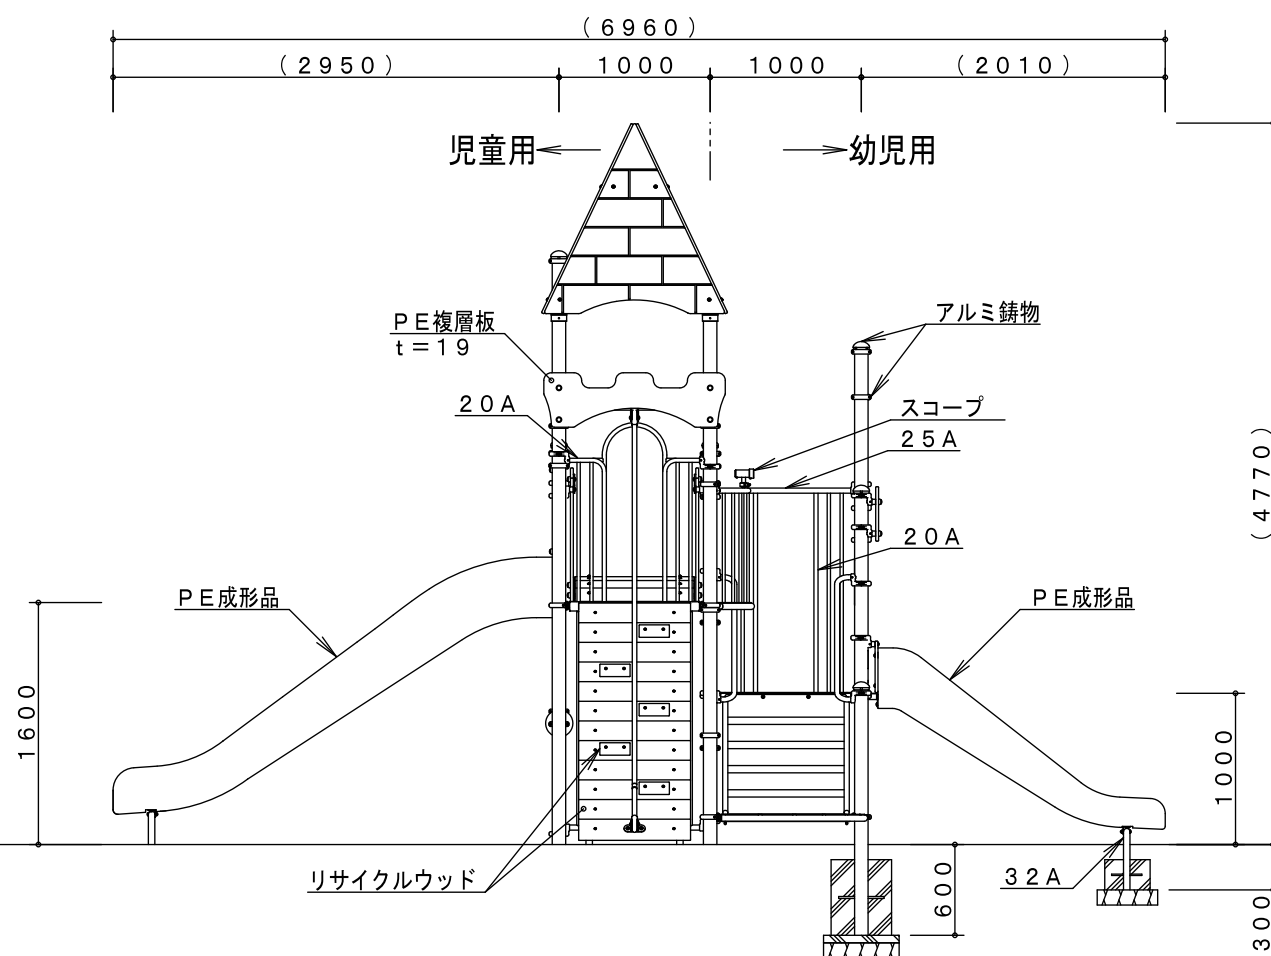 （６９６０）
（２９５０）
１０００
１０００
（２０１０）
児童用
幼児用
ＰＥ複層板
ｔ＝１９
アルミ鋳物
２０Ａ
スコープ
２５Ａ
（４７７０）
２０Ａ
ＰＥ成形品
ＰＥ成形品
１６００
１０００
リサイクルウッド
６００
３２Ａ
３００